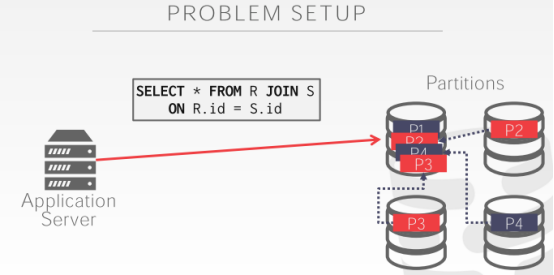 PROBLEM SETUP
SELECT * FROM R JOIN S
ON R.id = S.id
Partitions
Application
Server
P1
P2
P4
P3
P2
P3
P4